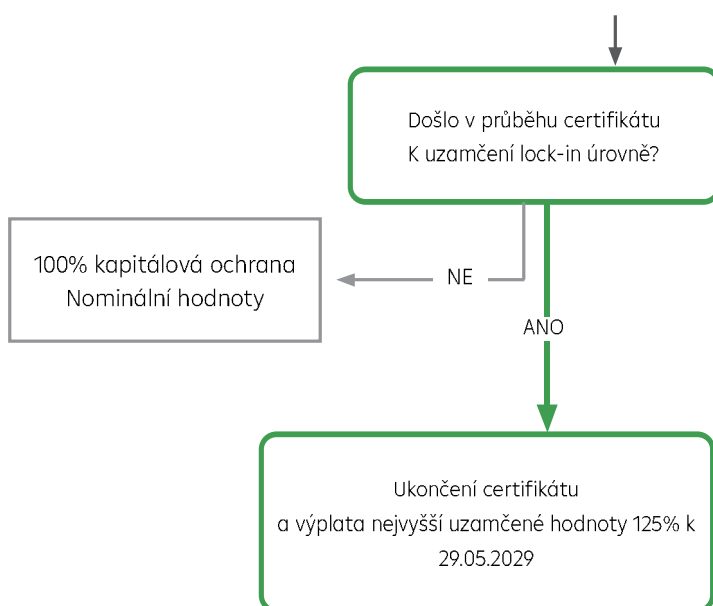 Došlo v průběhu certifikátu
K uzamčení lock-in úrovně?
100% kapitálová ochrana
Nominální hodnoty
NE
ANO
Ukončení certifikátu
a výplata nejvyšší uzamčené hodnoty 125% k
29.05.2029